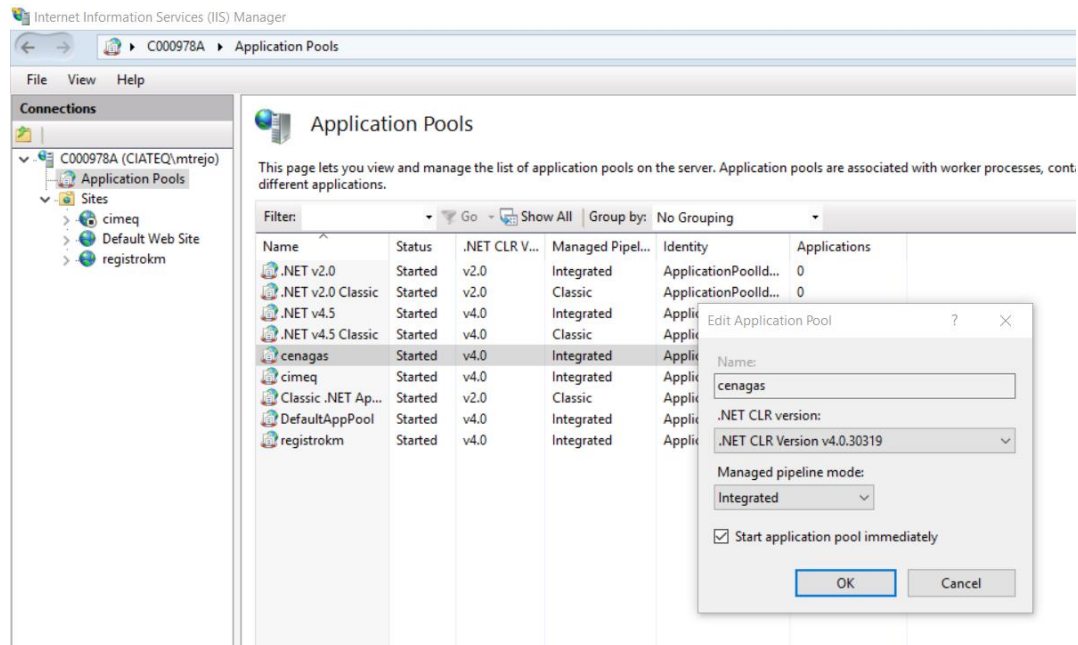 Internet Information Services (IIS) Manager
C000978A Application Pools
File View Help
Connections
C000978A (CIATEQ\mtrejo)
Application Pools
Sites
cimeq
Default Web Site
registrokm
Application Pools
This page lets you view and manage the list of application pools on the server. Application pools are associated with worker processes, conta
different applications.
Filter: Go Show All Group by: No Grouping
Name Status .NET CLR V... Managed Pipel... Identity Applications
.NET v2.0 Started v2.0 Integrated ApplicationPoolId... 0
.NET v2.0 Classic Started v2.0 Classic ApplicationPoolId... 0
.NET v4.5 Started v4.0 Integrated Applic
.NET v4.5 Classic Started v4.0 Classic Applic
cenagas Started v4.0 Integrated Applic
cimeq Started v4.0 Integrated Applic
Classic .NET Ap... Started v2.0 Classic Applic
DefaultAppPool Started v4.0 Integrated Applic
registrokm Started v4.0 Integrated Applic
Edit Application Pool ?
Name:
cenagas
.NET CLR version:
.NET CLR Version v4.0.30319
Managed pipeline mode:
Integrated
Start application pool immediately
OK Cancel